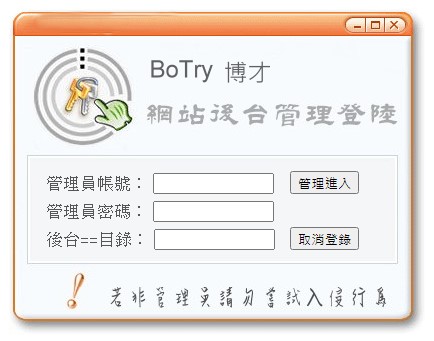 BoTry 博才
網站後台管理登陸
管理員帳號： 管理進入
管理員密碼：
後台==目錄： 取消登錄
! 若非管理員請勿嘗試入侵行為